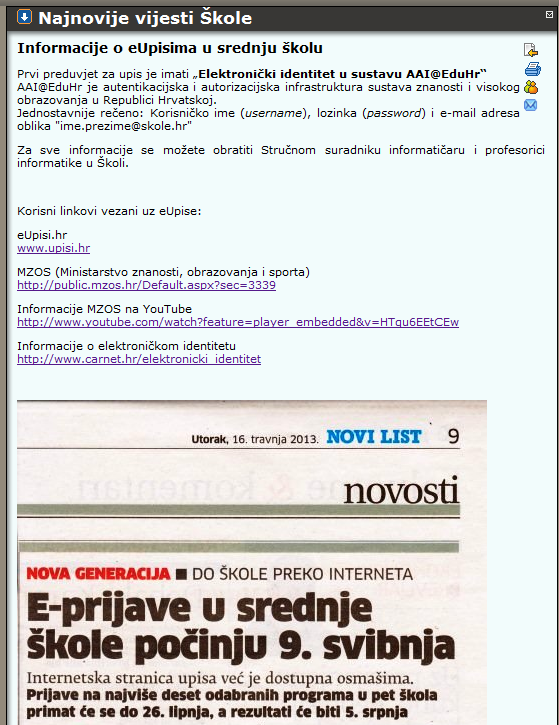 Najnovije vijesti Škole
Informacije o eUpisima u srednju školu
Prvi preduvjet za upis je imati „Elektronički identitet u sustavu AAI@EduHr“
AAI@EduHr je autentikacijska i autorizacijska infrastruktura sustava znanosti i visokog
obrazovanja u Republici Hrvatskoj.
Jednostavnije rečeno: Korisničko ime (username), lozinka (password) i e-mail adresa
oblika "ime.prezime@skole.hr"
Za sve informacije se možete obratiti Stručnom suradniku informatičaru i profesorici
informatike u Školi.
Korisni linkovi vezani uz eUpise:
eUpisi.hr
www.upisi.hr
MZOS (Ministarstvo znanosti, obrazovanja i sporta)
http://public.mzos.hr/Default.aspx?sec=3339
Informacije MZOS na YouTube
http://www.youtube.com/watch?feature=player_embedded&v=HTqu6EEtCEw
Informacije o elektroničkom identitetu
http://www.carnet.hr/elektronicki_identitet
Utorak, 16. travnja 2013. NOVI LIST 9
novosti
NOVA GENERACIJA ■ DO ŠKOLE PREKO INTERNETA
E-prijave u srednje
škole počinju 9. svibnja
Internetska stranica upisa već je dostupna osmašima.
Prijave na najviše deset odabranih programa u pet škola
primat će se do 26. lipnja, a rezultati će biti 5. srpnja